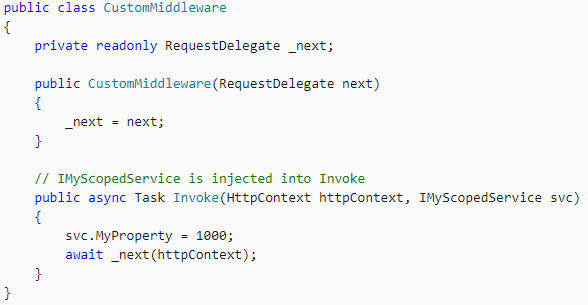 public class CustomMiddleware
{
    private readonly RequestDelegate _next;

    public CustomMiddleware(RequestDelegate next)
    {
        _next = next;
    }

    // IMyScopedService is injected into Invoke
    public async Task Invoke(HttpContext httpContext, IMyScopedService svc)
    {
        svc.MyProperty = 1000;
        await _next(httpContext);
    }
}